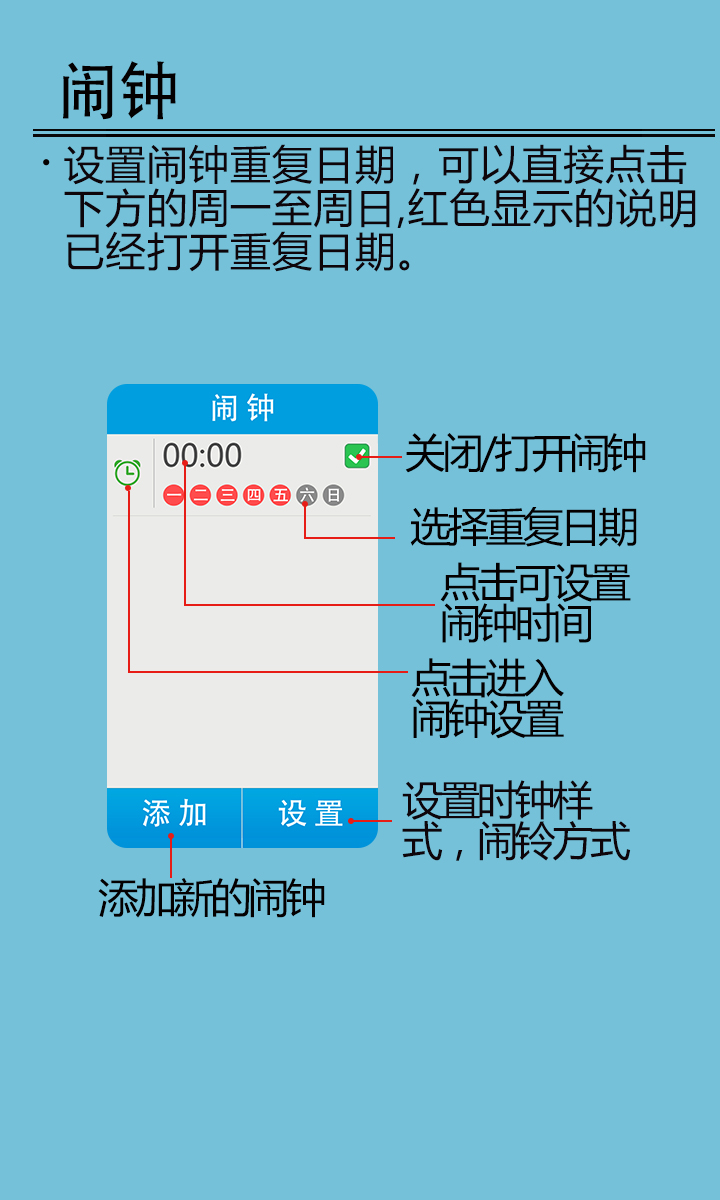 闹钟
·设置闹钟重复日期，可以直接点击
下方的周一至周日,红色显示的说明
已经打开重复日期。
闹 钟
00:00
一 二 三 四 五 六 日
关闭/打开闹钟
选择重复日期
点击可设置
闹钟时间
点击进入
闹钟设置
添 加
设 置
设置时钟样
式，闹铃方式
添加新的闹钟